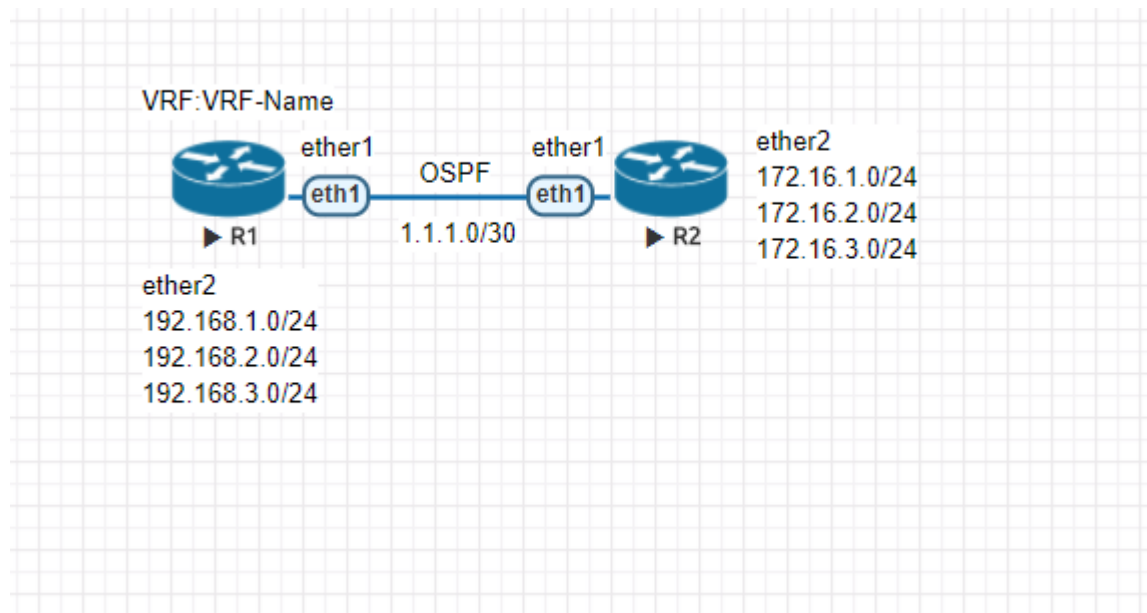 VRF:VRF-Name
ether1
ether1
ether2
OSPF
172.16.1.0/24
eth1
eth1
172.16.2.0/24
1.1.1.0/30
R1
R2
172.16.3.0/24
ether2
192.168.1.0/24
192.168.2.0/24
192.168.3.0/24